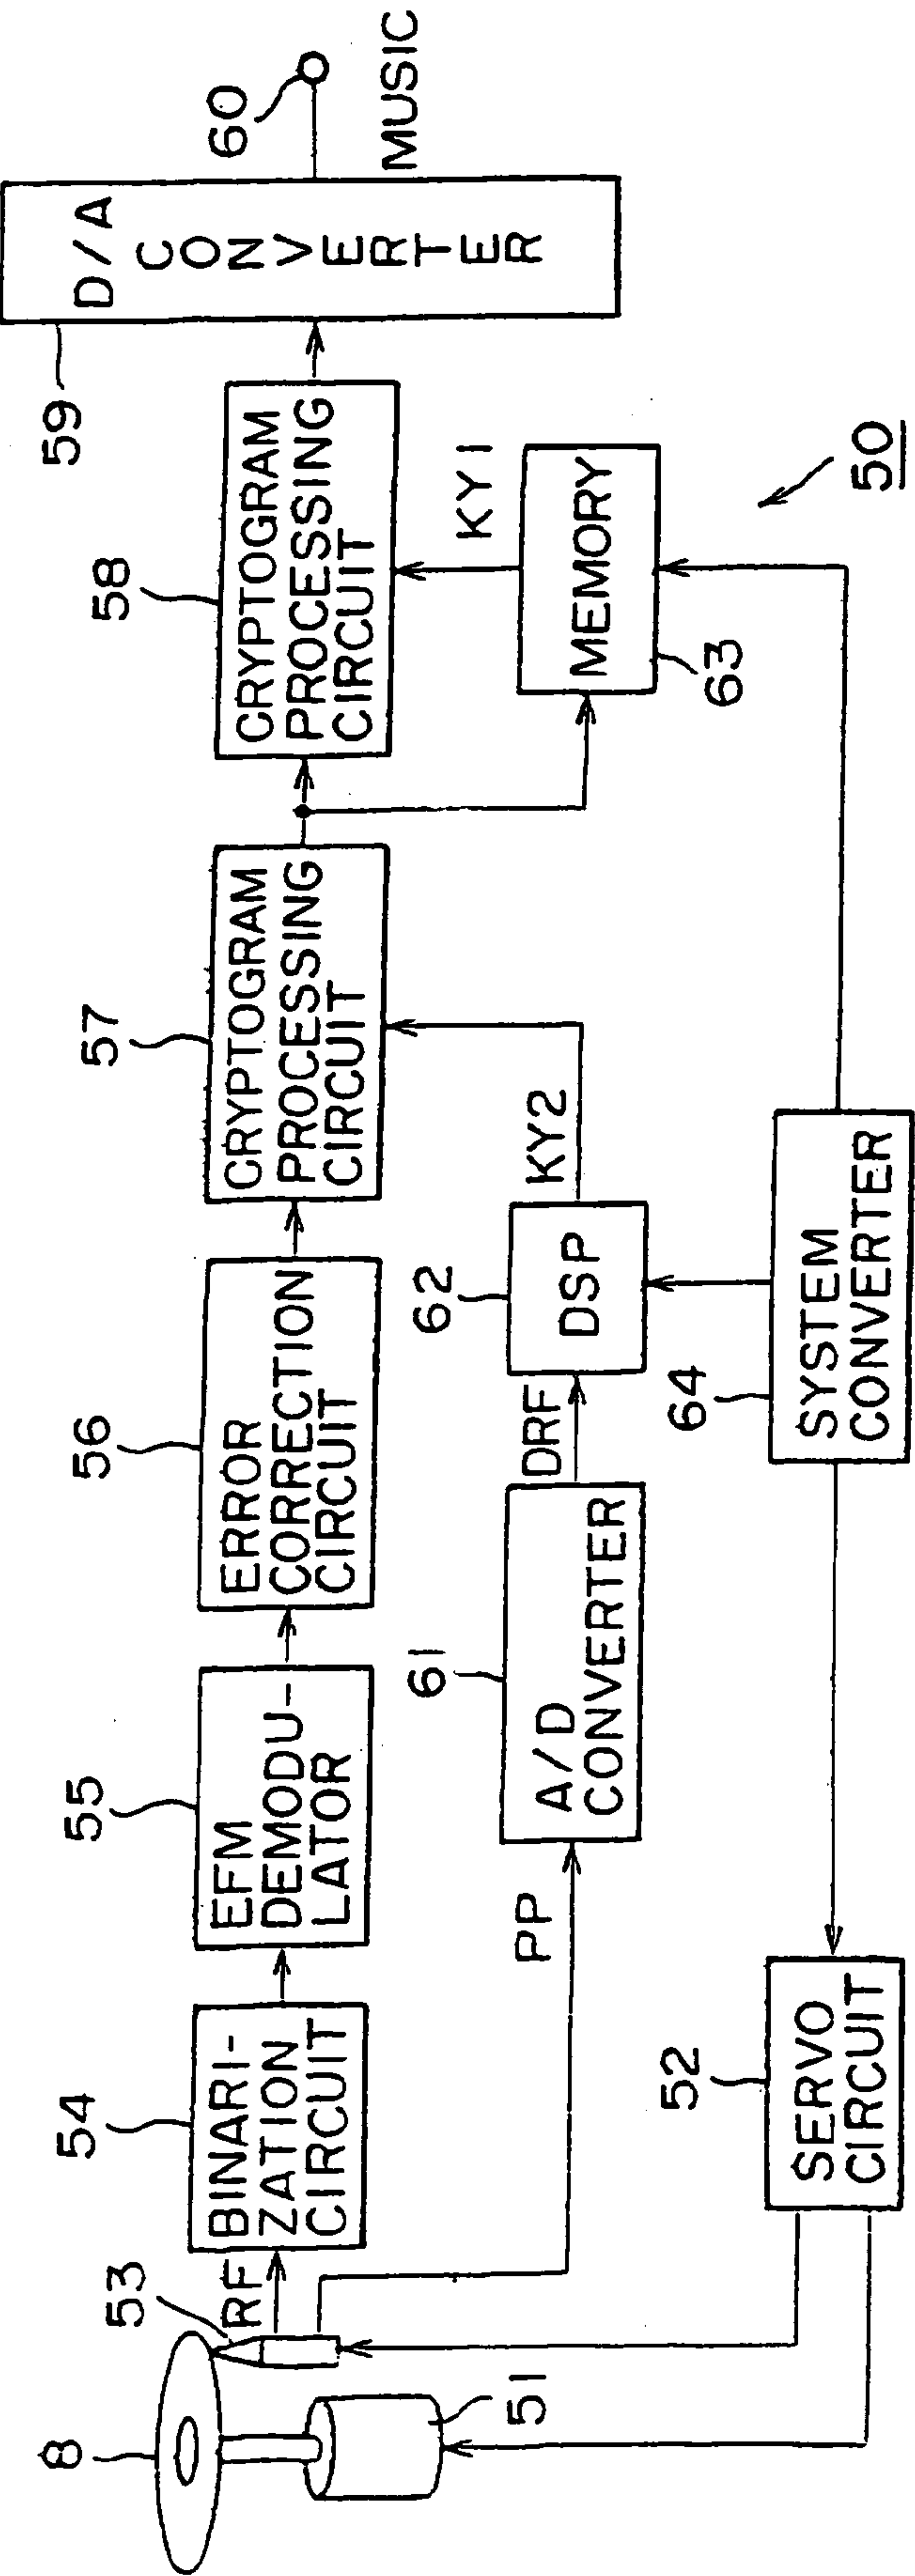 8
53
RF
54
BINARI-
ZATION
CIRCUIT
55
EFM
DEMODU-
LATOR
56
ERROR
CORRECTION
CIRCUIT
57
CRYPTOGRAM
PROCESSING
CIRCUIT
58
CRYPTOGRAM
PROCESSING
CIRCUIT
59
D/A
CONVERTER
60
MUSIC
51
PP
61
A/D
CONVERTER
DRF
62
DSP
KY2
KY1
MEMORY
63
52
SERVO
CIRCUIT
64
SYSTEM
CONVERTER
50